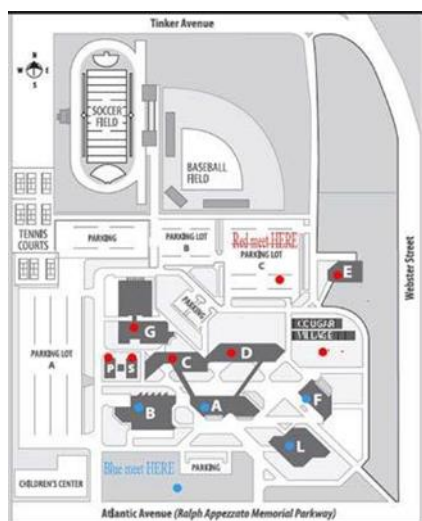 Tinker Avenue
N
W E
S
SOCCER
FIELD
BASEBALL
FIELD
TENNIS
COURTS
PARKING
PARKING LOT
B
Red meet HERE
PARKING LOT
C
E
Webster Street
PARKING
G
COUGAR
VILLAGE
PARKING LOT
A
P
S
C
D
B
A
F
L
Blue meet HERE
PARKING
CHILDREN'S CENTER
Atlantic Avenue (Ralph Appezzato Memorial Parkway)